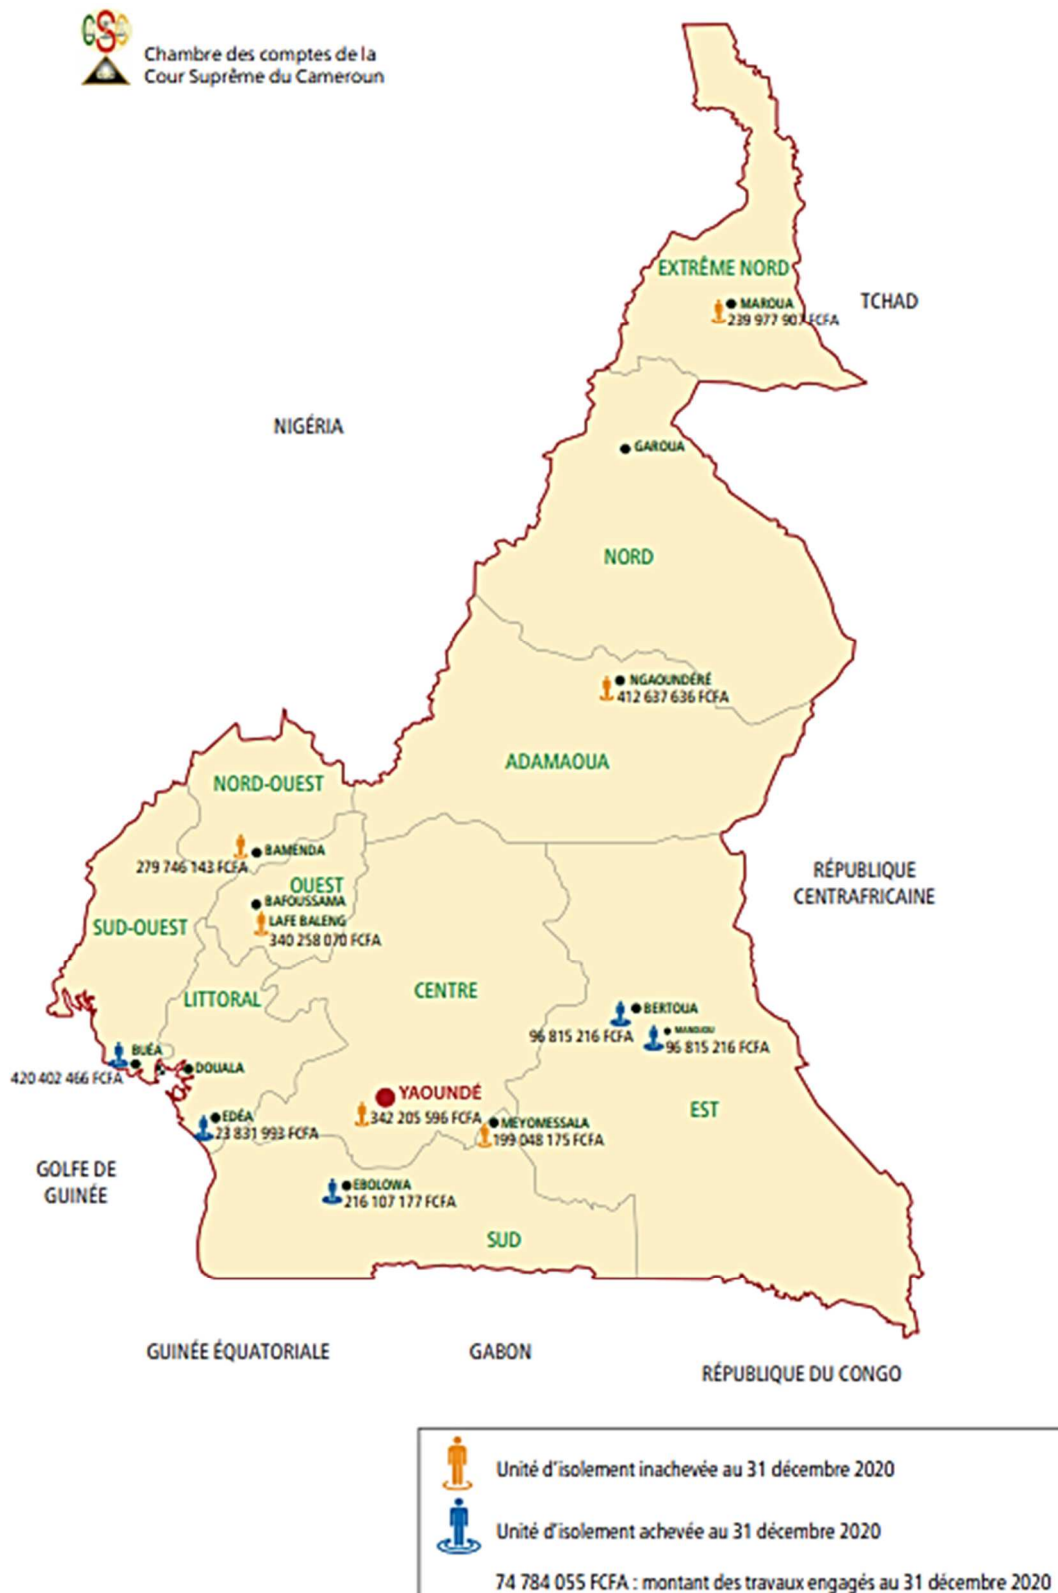 CSC
Chambre des comptes de la
Cour Suprême du Cameroun
EXTRÊME NORD
MAROUA
239 977 907 FCFA
TCHAD
NIGÉRIA
GAROUA
NORD
NGAOUNDÉRÉ
412 637 636 FCFA
ADAMAOUA
NORD-OUEST
BAMENDA
279 746 143 FCFA
OUEST
BAFOUSSAMA
LAFE BALENG
340 258 070 FCFA
RÉPUBLIQUE
CENTRAFRICAINE
SUD-OUEST
LITTORAL
CENTRE
BERTOUA
96 815 216 FCFA
MANDJOU
96 815 216 FCFA
BUÉA
420 402 466 FCFA
DOUALA
YAOUNDÉ
342 205 596 FCFA
EDÉA
23 831 993 FCFA
MEYOMESSALA
199 048 175 FCFA
EST
GOLFE DE
GUINÉE
EBOLOWA
216 107 177 FCFA
SUD
GUINÉE ÉQUATORIALE
GABON
RÉPUBLIQUE DU CONGO
Unité d'isolement inachevée au 31 décembre 2020
Unité d'isolement achevée au 31 décembre 2020
74 784 055 FCFA : montant des travaux engagés au 31 décembre 2020